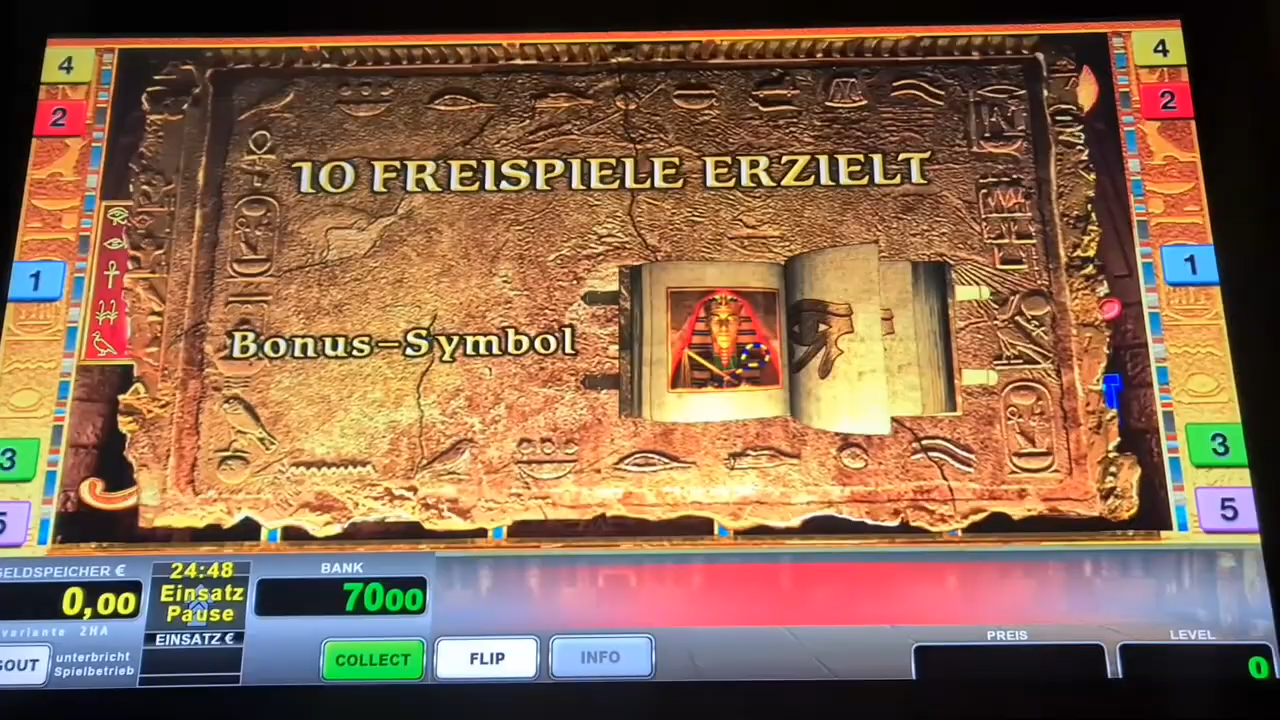 4
4
2
2
10 FREISPIELE ERZIELT
1
1
Bonus-Symbol
3
3
5
5
GELDSPEICHER €
24:48
BANK
0,00
Einsatz
Pause
7000
variante 2HA
EINSATZ €
PREIS
LEVEL
unterbricht
Spielbetrieb
COLLECT
FLIP
INFO
0